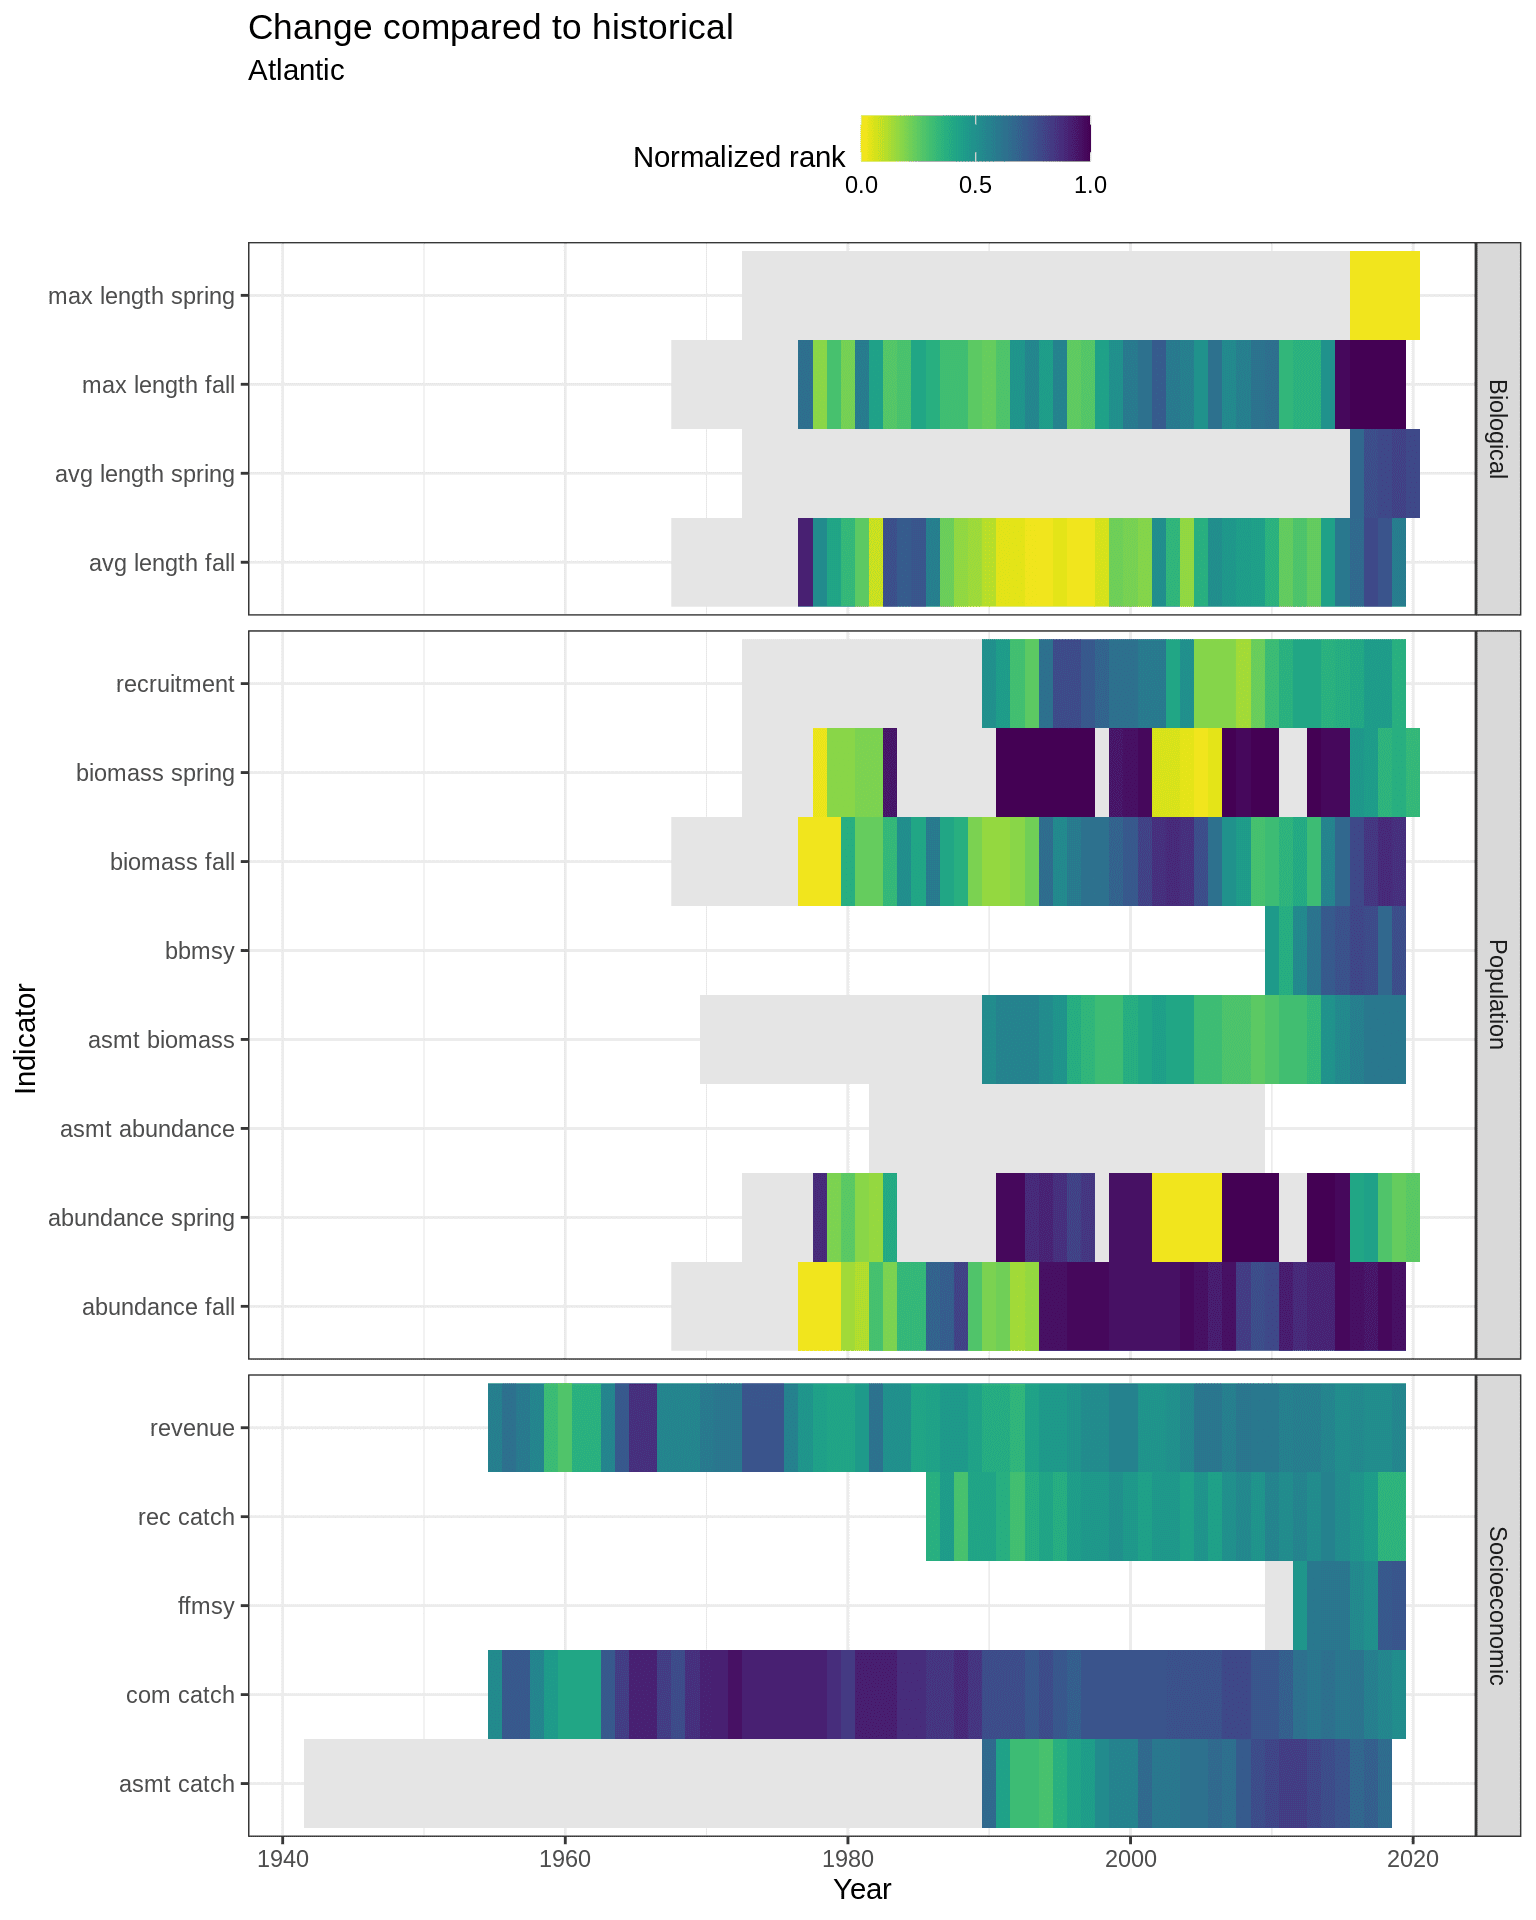 Change compared to historical
Atlantic
Normalized rank
0.0 0.5 1.0
max length spring
max length fall
avg length spring
avg length fall
Biological
recruitment
biomass spring
biomass fall
bbmsy
asmt biomass
asmt abundance
abundance spring
abundance fall
Population
revenue
rec catch
ffmsy
com catch
asmt catch
Socioeconomic
Indicator
1940 1960 1980 2000 2020
Year